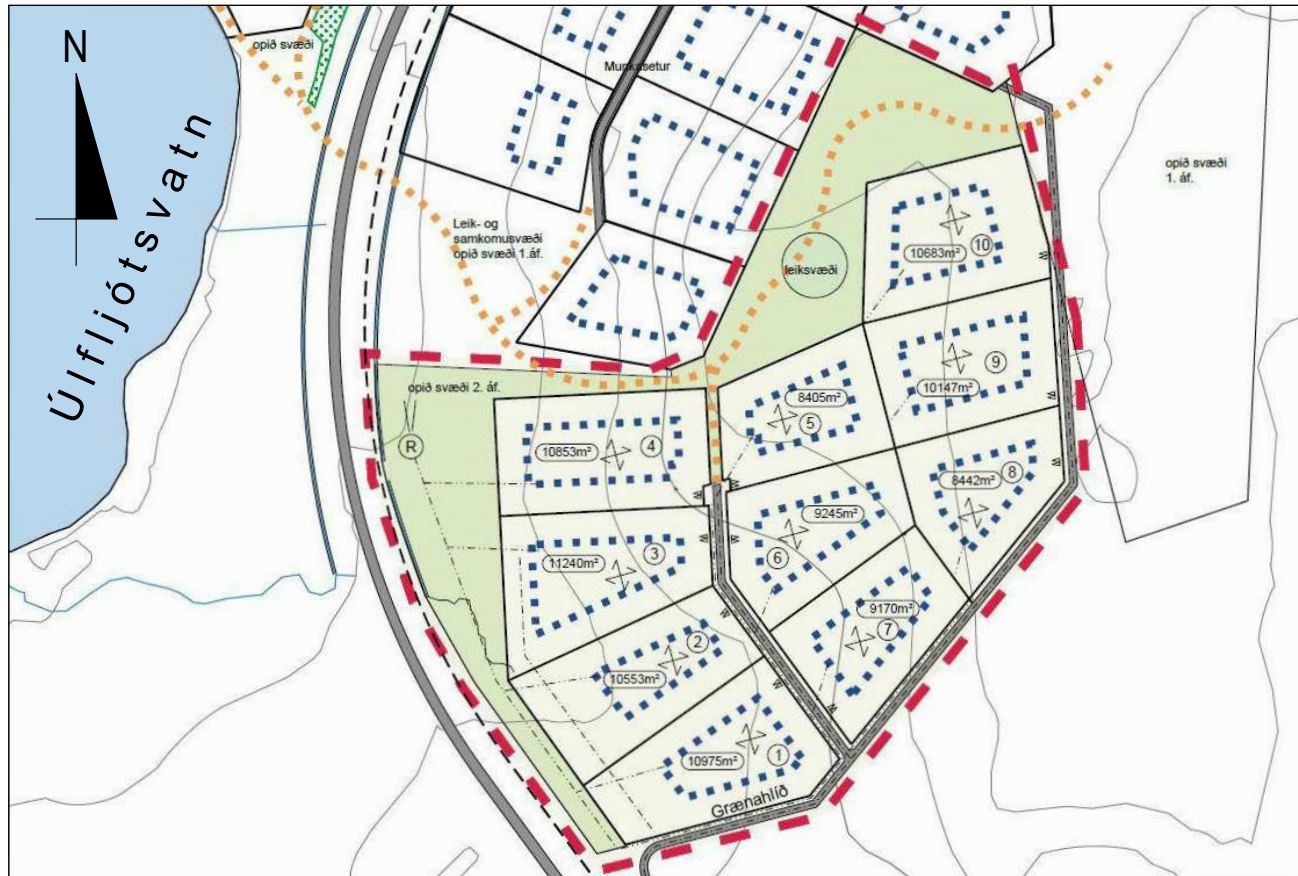 opið svæði
N
Munkasetur
Úlfljótsvatn
opið svæði
1. áf.
Leik- og
samkomusvæði
opið svæði 1.áf.
10683m²
10
leiksvæði
9
10147m²
opið svæði 2. áf.
8405m²
5
R
10853m²
4
8442m²
8
9245m²
6
11240m²
3
9170m²
7
10553m²
2
10975m²
1
Grænahlíð